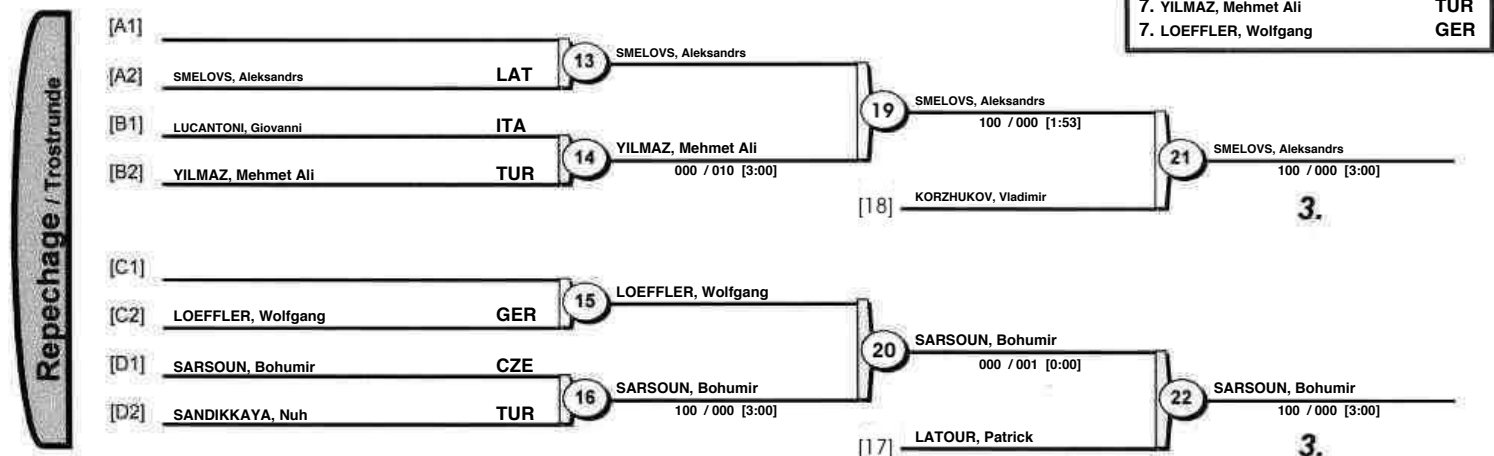 7. YILMAZ, Mehmet Ali TUR
7. LOEFFLER, Wolfgang GER
Repechage / Trostrunde
[A1]
[A2] SMELOVS, Aleksandrs LAT
13 SMELOVS, Aleksandrs
[B1] LUCANTONI, Giovanni ITA
[B2] YILMAZ, Mehmet Ali TUR
14 YILMAZ, Mehmet Ali
000 / 010 [3:00]
19 SMELOVS, Aleksandrs
100 / 000 [1:53]
[18] KORZHUKOV, Vladimir
21 SMELOVS, Aleksandrs
100 / 000 [3:00]
3.
[C1]
[C2] LOEFFLER, Wolfgang GER
15 LOEFFLER, Wolfgang
[D1] SARSOUN, Bohumir CZE
[D2] SANDIKKAYA, Nuh TUR
16 SARSOUN, Bohumir
100 / 000 [3:00]
20 SARSOUN, Bohumir
000 / 001 [0:00]
[17] LATOUR, Patrick
22 SARSOUN, Bohumir
100 / 000 [3:00]
3.